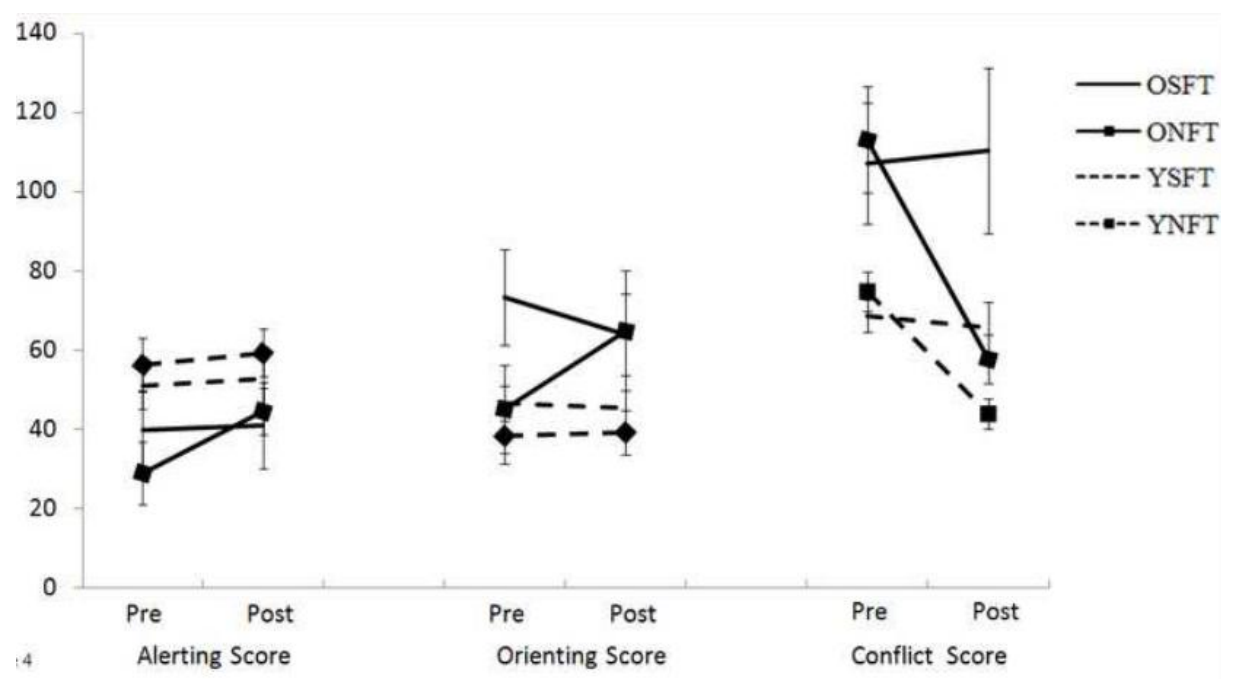 140
120
100
80
60
40
20
0
OSFT
ONFT
YSFT
YNFT
Pre Post Pre Post Pre Post
Alerting Score Orienting Score Conflict Score
: 4